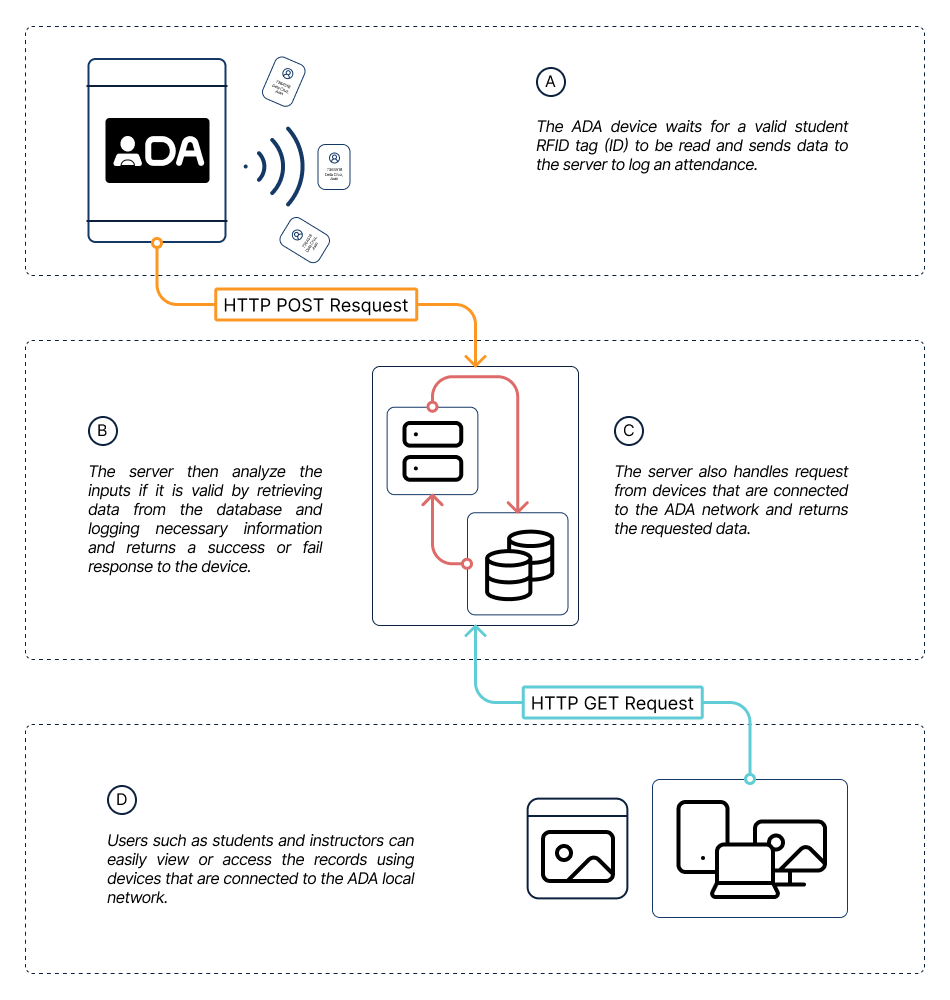 ADA
A
The ADA device waits for a valid student
RFID tag (ID) to be read and sends data to
the server to log an attendance.
HTTP POST Resquest
B
The server then analyze the
inputs if it is valid by retrieving
data from the database and
logging necessary information
and returns a success or fail
response to the device.
C
The server also handles request
from devices that are connected
to the ADA network and returns
the requested data.
HTTP GET Request
D
Users such as students and instructors can
easily view or access the records using
devices that are connected to the ADA local
network.